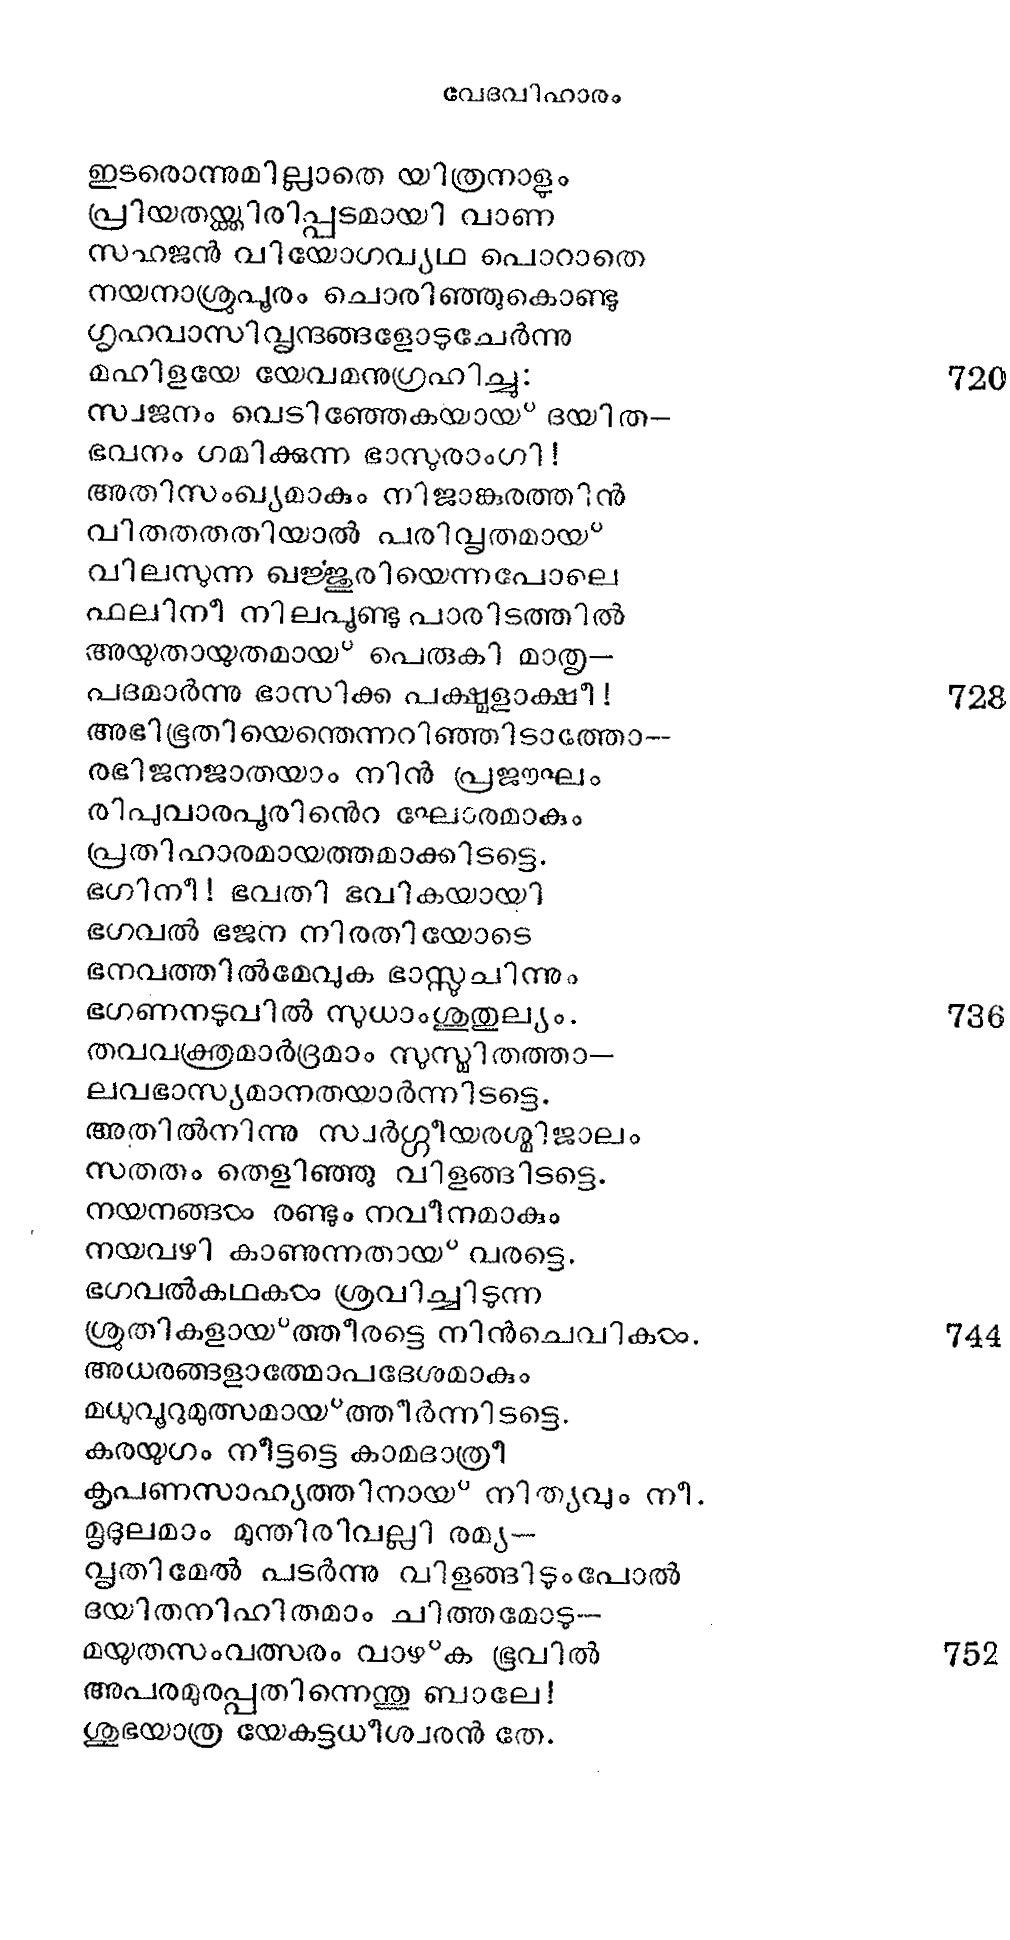 വേദവിഹാരം
ഇടരൊന്നുമില്ലാതെ യിത്രനാളും
പ്രിയതയ്ക്കിരിപ്പടമായി വാണ
സഹജൻ വിയോഗവ്യഥ പൊറാതെ
നയനാശ്രുപൂരം ചൊരിഞ്ഞുകൊണ്ടു
ഗൃഹവാസിവൃന്ദങ്ങളോടുചേർന്നു
മഹിളയേ യേവമനുഗ്രഹിച്ചു: 720
സ്വജനം വെടിഞ്ഞേകയായ് ദയിത—
ഭവനം ഗമിക്കുന്ന ഭാസുരാംഗി!
അതിസംഖ്യമാകും നിജാങ്കുരത്തിൻ
വിതതതതിയാൽ പരിവൃതമായ്
വിലസുന്ന ഖർജ്ജൂരിയെന്നപോലെ
ഫലിനീ നിലപൂണ്ടു പാരിടത്തിൽ
അയുതായുതമായ് പെരുകി മാതൃ—
പദമാർന്നു ഭാസിക്ക പക്ഷ്മളാക്ഷീ! 728
അഭിഭൂതിയെന്തെന്നറിഞ്ഞിടാത്തോ—
രഭിജനജാതയാം നിൻ പ്രജൗഘം
രിപുവാരപൂരിൻെറ ഘോരമാകും
പ്രതിഹാരമായത്തമാക്കിടട്ടെ.
ഭഗിനീ! ഭവതി ഭവികയായി
ഭഗവൽ ഭജന നിരതിയോടെ
ഭനവത്തിൽമേവുക ഭാസ്സുചിന്നും
ഭഗണനടുവിൽ സുധാംശുതുല്യം. 736
തവവക്ത്രമാർദ്രമാം സുസ്മിതത്താ—
ലവഭാസ്യമാനതയാർന്നിടട്ടെ.
അതിൽനിന്നു സ്വർഗ്ഗീയരശ്മിജാലം
സതതം തെളിഞ്ഞു വിളങ്ങിടട്ടെ.
നയനങ്ങൾ രണ്ടും നവീനമാകും
നയവഴി കാണുന്നതായ് വരട്ടെ.
ഭഗവൽകഥകൾ ശ്രവിച്ചിടുന്ന
ശ്രുതികളായ്ത്തീരട്ടെ നിൻചെവികൾ. 744
അധരങ്ങളാത്മോപദേശമാകും
മധുവൂറുമുത്സമായ്ത്തീർന്നിടട്ടെ.
കരയുഗം നീട്ടട്ടെ കാമദാത്രീ
കൃപണസാഹ്യത്തിനായ് നിത്യവും നീ.
മൃദുലമാം മുന്തിരിവല്ലി രമ്യ—
വൃതിമേൽ പടർന്നു വിളങ്ങിടുംപോൽ
ദയിതനിഹിതമാം ചിത്തമോടു—
മയുതസംവത്സരം വാഴ്ക ഭൂവിൽ 752
അപരമുരപ്പതിന്നെന്തു ബാലേ!
ശുഭയാത്ര യേകട്ടധീശ്വരൻ തേ.